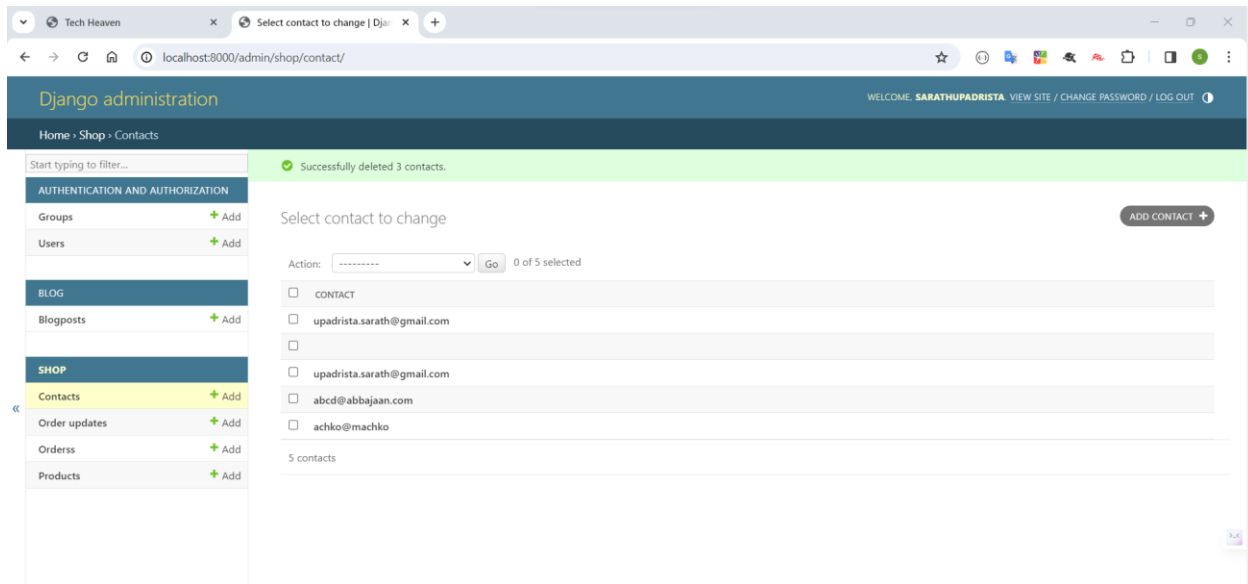 Tech Heaven
Select contact to change | Djan
localhost:8000/admin/shop/contact/
Django administration
WELCOME, SARATHUPADRISTA. VIEW SITE / CHANGE PASSWORD / LOG OUT
Home › Shop › Contacts
Start typing to filter...
Successfully deleted 3 contacts.
AUTHENTICATION AND AUTHORIZATION
Groups + Add
Users + Add
BLOG
Blogposts + Add
SHOP
Contacts + Add
Order updates + Add
Orderss + Add
Products + Add
«
Select contact to change
ADD CONTACT +
Action: --------- Go 0 of 5 selected
CONTACT
upadrista.sarath@gmail.com
upadrista.sarath@gmail.com
abcd@abbajaan.com
achko@machko
5 contacts